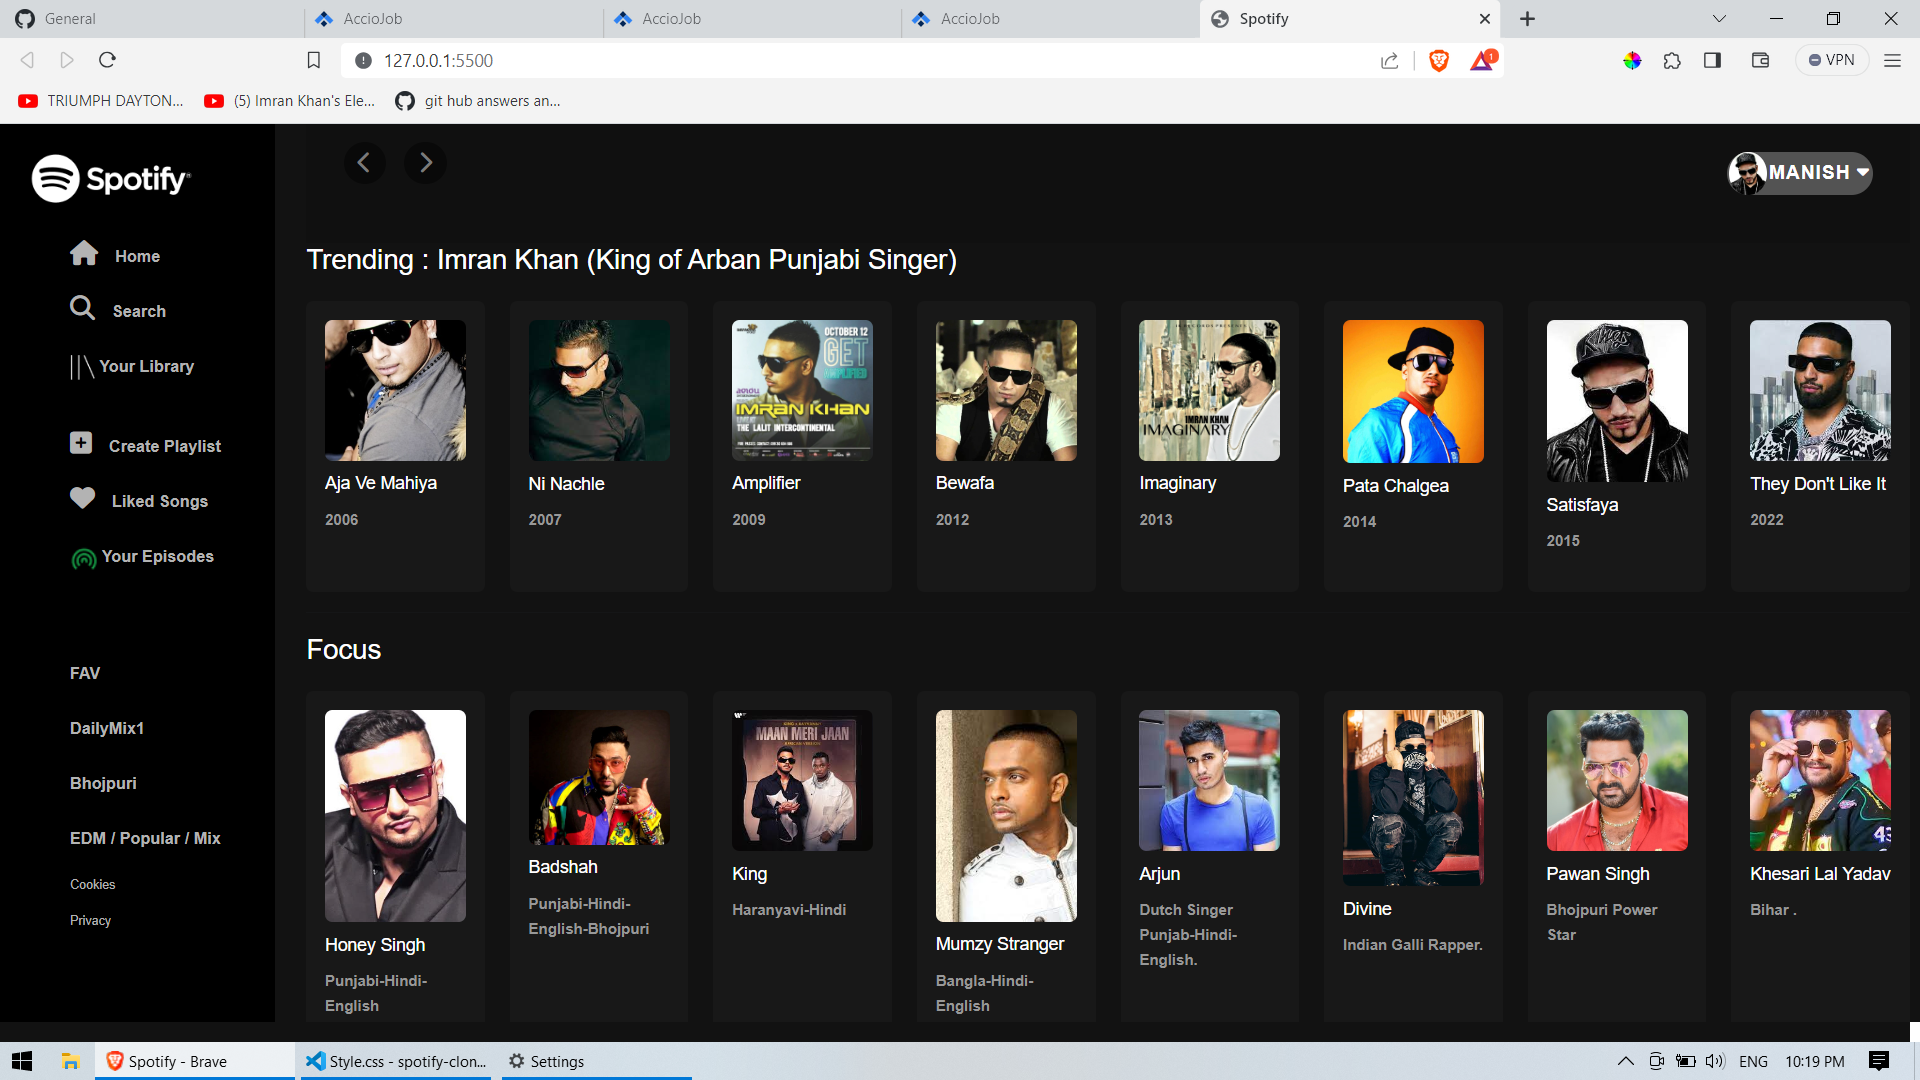 General
AccioJob
AccioJob
AccioJob
Spotify
127.0.0.1:5500
1
VPN
TRIUMPH DAYTON...
(5) Imran Khan's Ele...
git hub answers an...
Spotify
MANISH
Home
Search
Your Library
Create Playlist
Liked Songs
Your Episodes
FAV
DailyMix1
Bhojpuri
EDM / Popular / Mix
Cookies
Privacy
Trending : Imran Khan (King of Arban Punjabi Singer)
OCTOBER 12
GET
AMPLIFIED
IMRAN KHAN
THE LALIT INTERCONTINENTAL
IMRAN KHAN
IMAGINARY
Aja Ve Mahiya
2006
Ni Nachle
2007
Amplifier
2009
Bewafa
2012
Imaginary
2013
Pata Chalgea
2014
Satisfaya
2015
They Don't Like It
2022
Focus
MAAN MERI JAAN
43
Honey Singh
Punjabi-Hindi-
English
Badshah
Punjabi-Hindi-
English-Bhojpuri
King
Haranyavi-Hindi
Mumzy Stranger
Bangla-Hindi-
English
Arjun
Dutch Singer
Punjab-Hindi-
English.
Divine
Indian Galli Rapper.
Pawan Singh
Bhojpuri Power
Star
Khesari Lal Yadav
Bihar .
Spotify - Brave
Style.css - spotify-clon...
Settings
ENG
10:19 PM